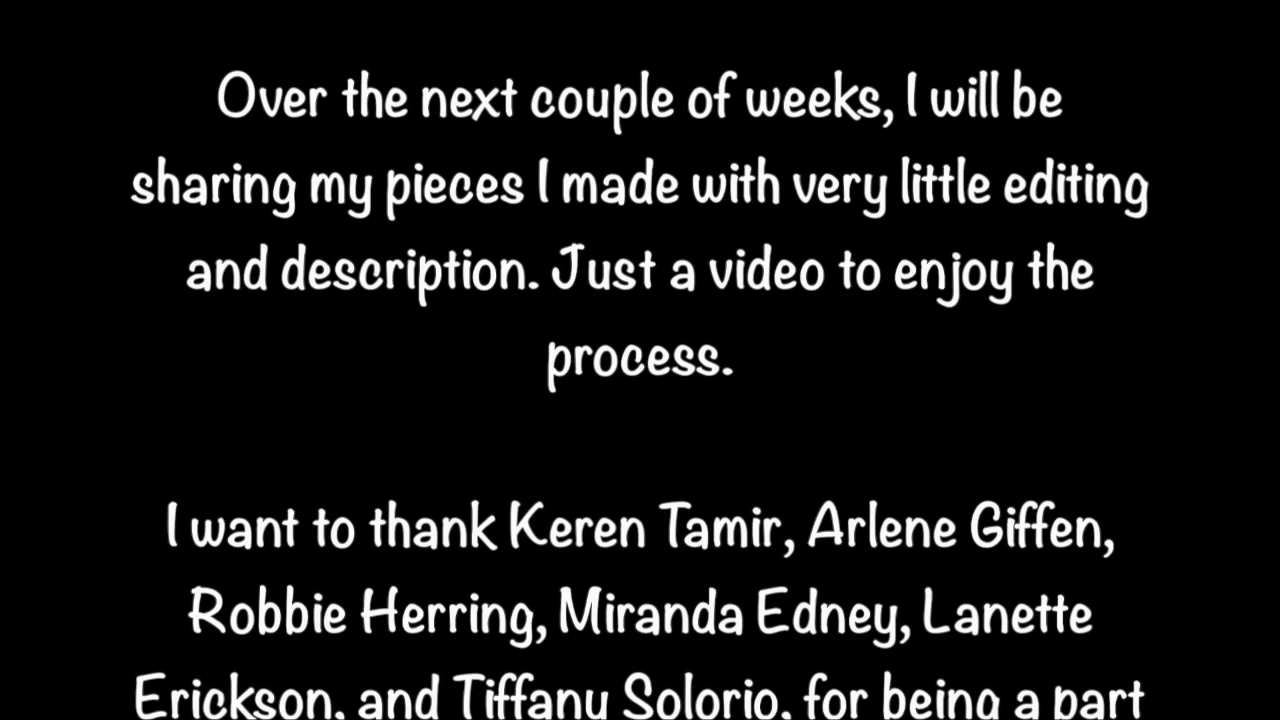 Over the next couple of weeks, I will be
sharing my pieces I made with very little editing
and description. Just a video to enjoy the
process.
I want to thank Keren Tamir, Arlene Giffen,
Robbie Herring, Miranda Edney, Lanette
Erickson, and Tiffany Solorio, for being a part